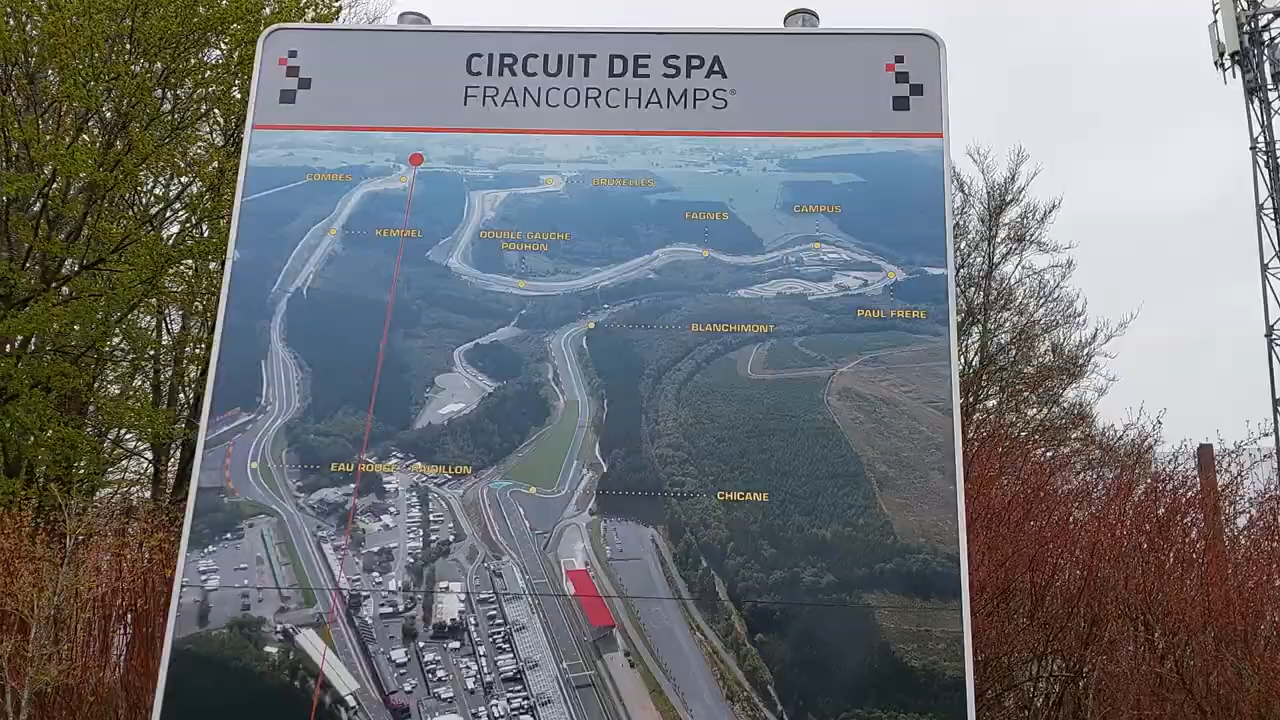 CIRCUIT DE SPA
FRANCORCHAMPS®
COMBES
BRUXELLES
KEMMEL
DOUBLE GAUCHE
POUHON
FAGNES
CAMPUS
PAUL FRERE
BLANCHIMONT
EAU ROUGE - RAIDILLON
CHICANE